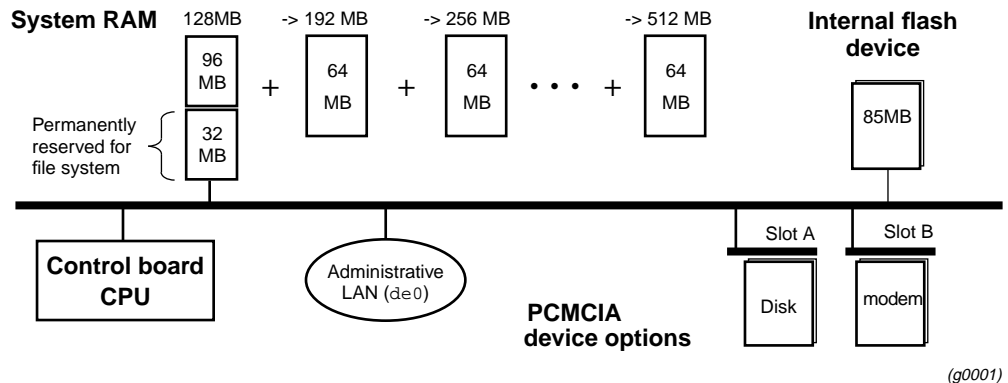 System RAM
128MB
-> 192 MB
-> 256 MB
-> 512 MB
Internal flash
device
96
MB
+
64
MB
+
64
MB
• • •
+
64
MB
85MB
Permanently
reserved for
file system
32
MB
Control board
CPU
Administrative
LAN (de0)
PCMCIA
device options
Slot A
Disk
Slot B
modem
(g0001)